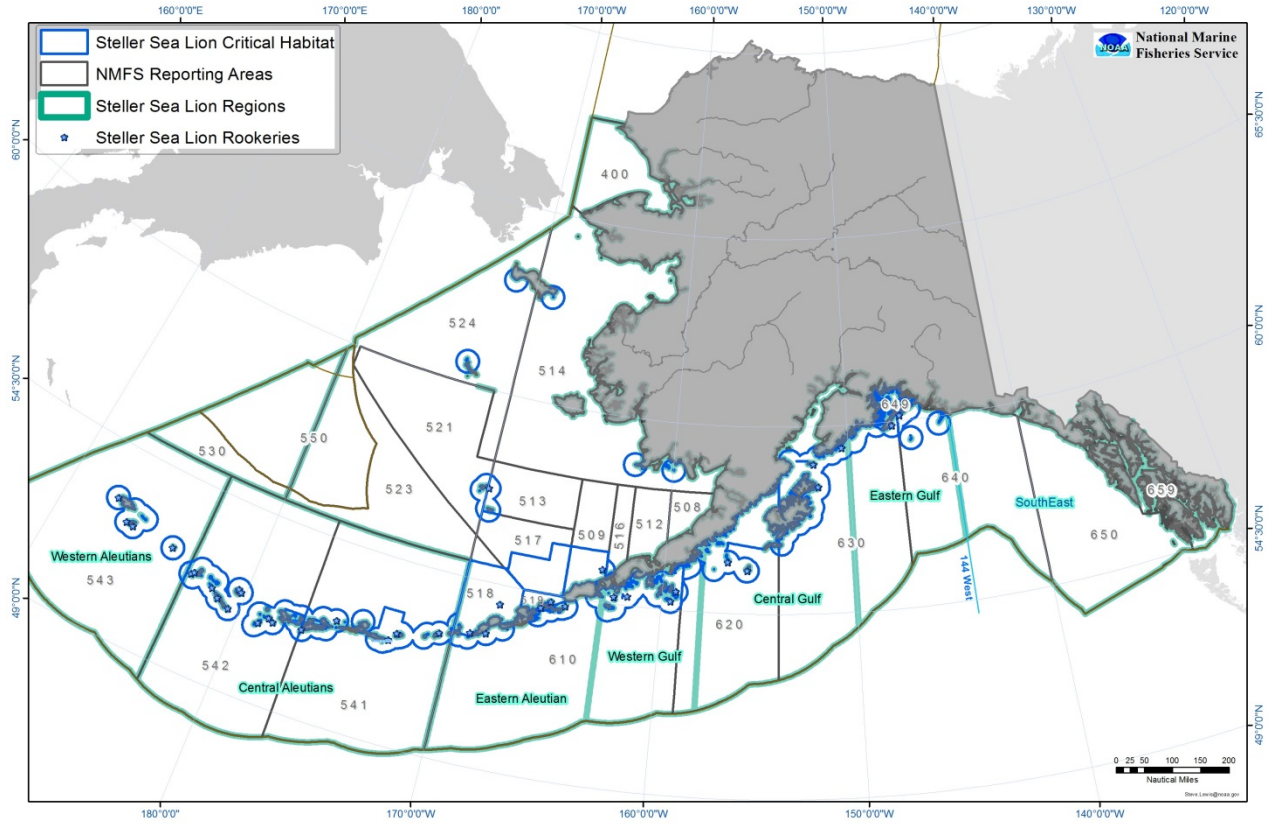 160°0'0"W
170°0'0"W
180°0'0"W
170°0'0"W
160°0'0"W
150°0'0"W
140°0'0"W
130°0'0"W
120°0'0"W
Steller Sea Lion Critical Habitat
NMFS Reporting Areas
Steller Sea Lion Regions
Steller Sea Lion Rookeries
NOAA
National Marine
Fisheries Service
60°0'0"N
65°30'0"N
400
524
514
60°0'0"N
54°30'0"N
521
649
530
550
523
513
509
516
512
508
517
Eastern Gulf
640
SouthEast
659
54°30'0"N
Western Aleutians
543
518
519
630
650
144 West
49°0'0"N
Central Gulf
620
542
610
Western Gulf
Central Aleutians
541
Eastern Aleutian
49°0'0"N
0 25 50 100 150 200
Nautical Miles
Steve.Lewis@noaa.gov
180°0'0"
170°0'0"W
160°0'0"W
150°0'0"W
140°0'0"W